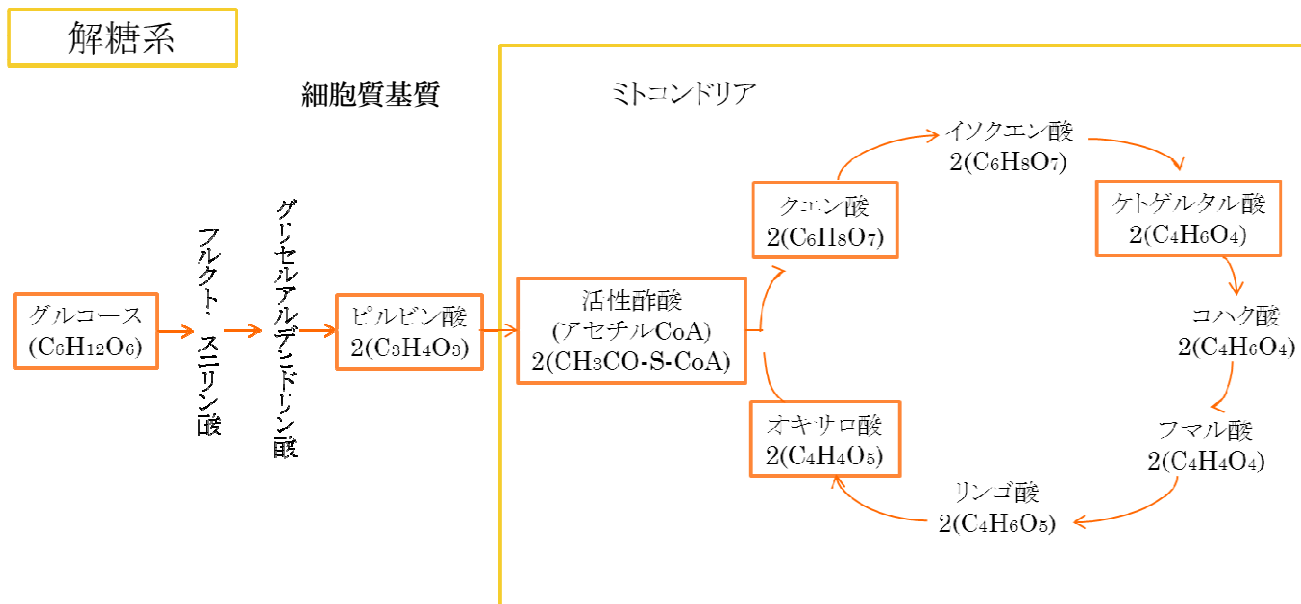 解糖系
細胞質基質
ミトコンドリア
グルコース
(C6H12O6)
フルクトースニリン酸
グリセルアルデヒドリン酸
ピルビン酸
2(C3H4O3)
活性酢酸
(アセチルCoA)
2(CH3CO-S-CoA)
クエン酸
2(C6H8O7)
イソクエン酸
2(C6H8O7)
ケトゲルタル酸
2(C4H6O4)
コハク酸
2(C4H6O4)
フマル酸
2(C4H4O4)
リンゴ酸
2(C4H6O5)
オキサロ酸
2(C4H4O5)